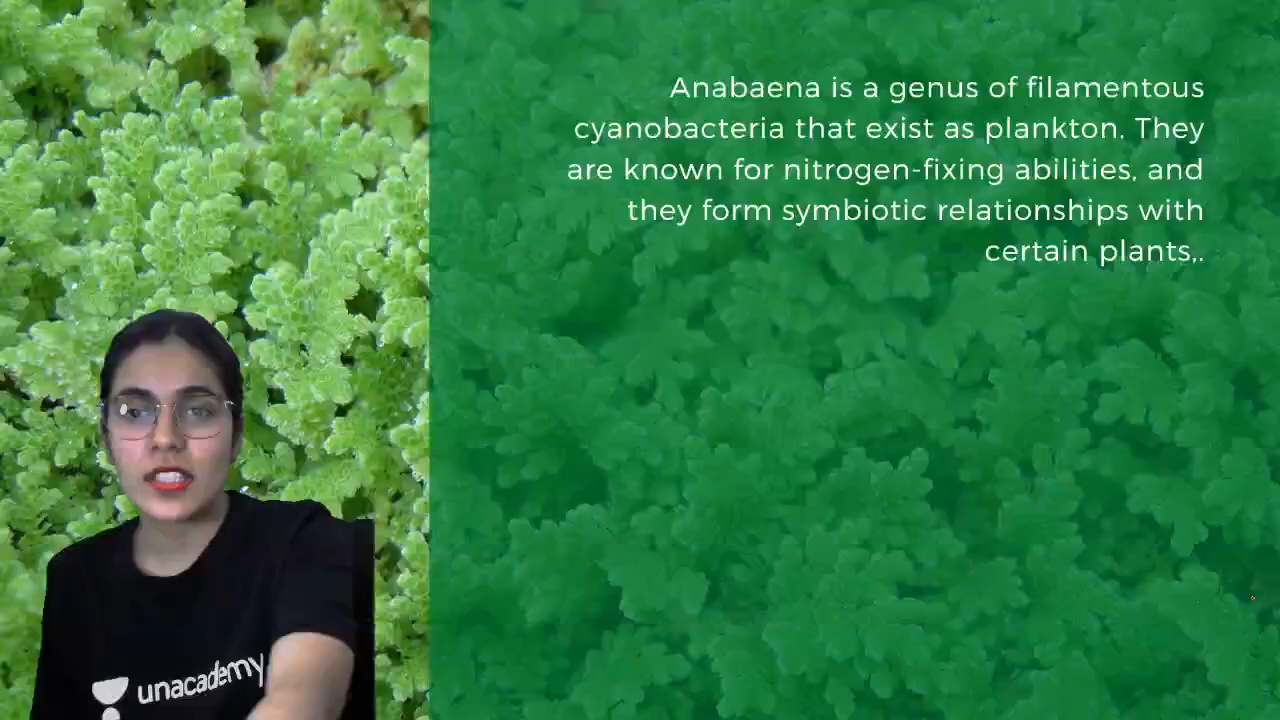 Anabaena is a genus of filamentous
cyanobacteria that exist as plankton. They
are known for nitrogen-fixing abilities, and
they form symbiotic relationships with
certain plants,.
unacademy